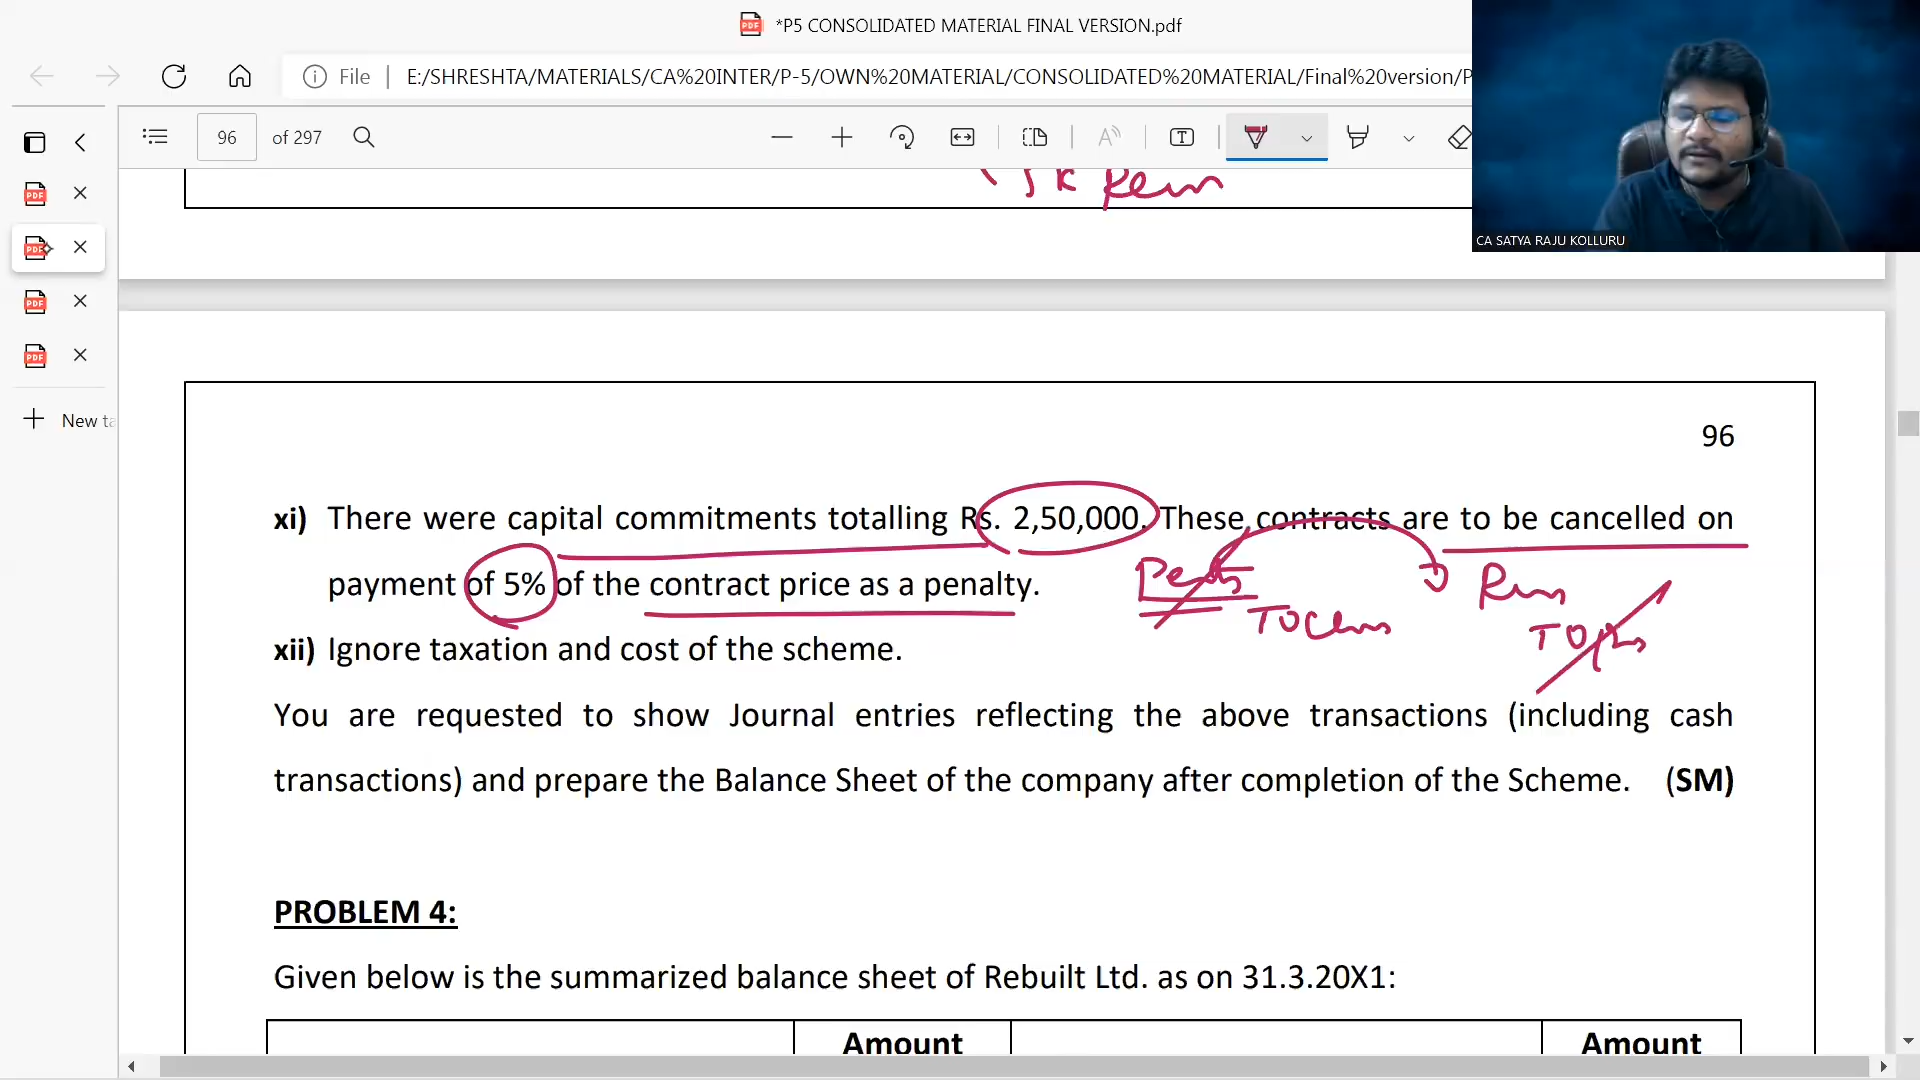 *P5 CONSOLIDATED MATERIAL FINAL VERSION.pdf
File E:/SHRESHTA/MATERIALS/CA%20INTER/P-5/OWN%20MATERIAL/CONSOLIDATED%20MATERIAL/Final%20version/P
96 of 297
New ta
CA SATYA RAJU KOLLURU
96
xi) There were capital commitments totalling Rs. 2,50,000. These contracts are to be cancelled on
payment of 5% of the contract price as a penalty.
xii) Ignore taxation and cost of the scheme.
You are requested to show Journal entries reflecting the above transactions (including cash
transactions) and prepare the Balance Sheet of the company after completion of the Scheme. (SM)
PROBLEM 4:
Given below is the summarized balance sheet of Rebuilt Ltd. as on 31.3.20X1:
Amount Amount